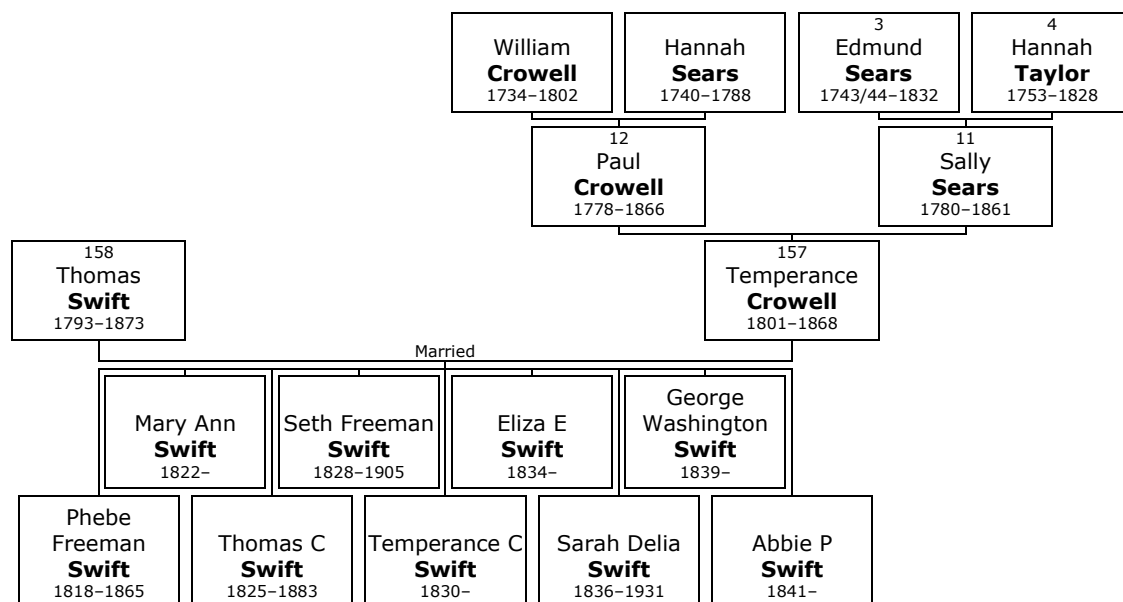 William
Crowell
1734–1802
Hannah
Sears
1740–1788
3
Edmund
Sears
1743/44–1832
4
Hannah
Taylor
1753–1828
12
Paul
Crowell
1778–1866
11
Sally
Sears
1780–1861
158
Thomas
Swift
1793–1873
157
Temperance
Crowell
1801–1868
Married
Mary Ann
Swift
1822–
Seth Freeman
Swift
1828–1905
Eliza E
Swift
1834–
George
Washington
Swift
1839–
Phebe
Freeman
Swift
1818–1865
Thomas C
Swift
1825–1883
Temperance C
Swift
1830–
Sarah Delia
Swift
1836–1931
Abbie P
Swift
1841–